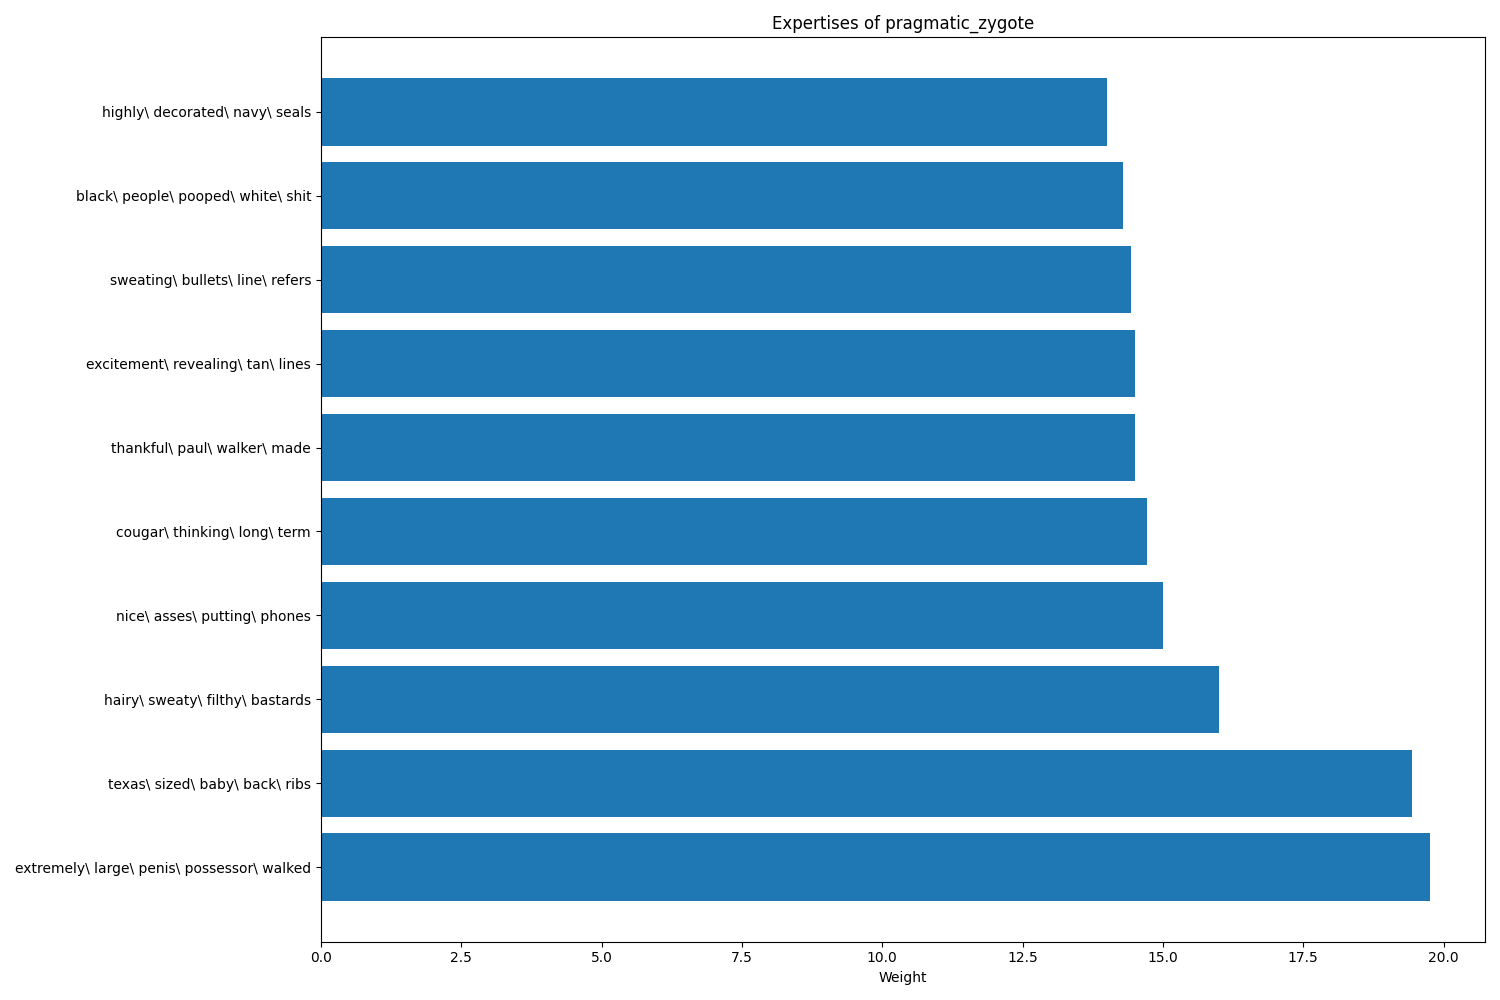 Expertises of pragmatic_zygote
highly\ decorated\ navy\ seals
black\ people\ pooped\ white\ shit
sweating\ bullets\ line\ refers
excitement\ revealing\ tan\ lines
thankful\ paul\ walker\ made
cougar\ thinking\ long\ term
nice\ asses\ putting\ phones
hairy\ sweaty\ filthy\ bastards
texas\ sized\ baby\ back\ ribs
extremely\ large\ penis\ possessor\ walked
0.0 2.5 5.0 7.5 10.0 12.5 15.0 17.5 20.0
Weight